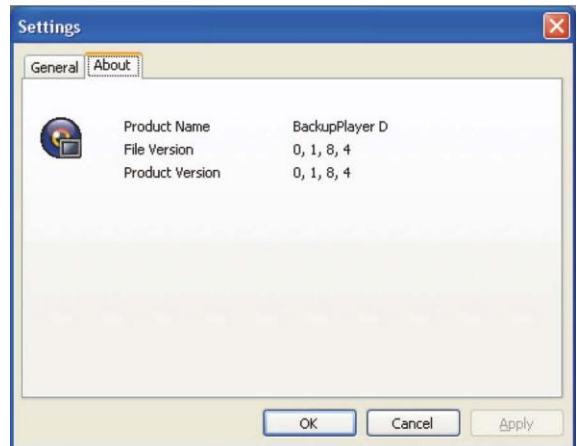 Settings
General About
Product Name BackupPlayer D
File Version 0, 1, 8, 4
Product Version 0, 1, 8, 4
OK Cancel Apply